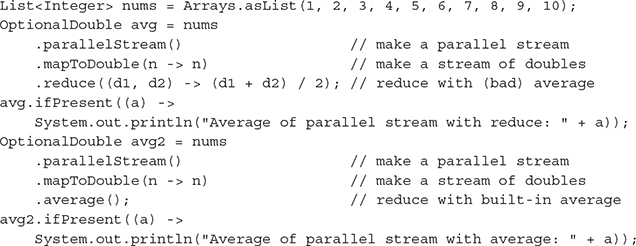 List<Integer> nums = Arrays.asList(1, 2, 3, 4, 5, 6, 7, 8, 9, 10);
OptionalDouble avg = nums
    .parallelStream()                 // make a parallel stream
    .mapToDouble(n -> n)              // make a stream of doubles
    .reduce((d1, d2) -> (d1 + d2) / 2); // reduce with (bad) average
avg.ifPresent((a) ->
    System.out.println("Average of parallel stream with reduce: " + a));
OptionalDouble avg2 = nums
    .parallelStream()                 // make a parallel stream
    .mapToDouble(n -> n)              // make a stream of doubles
    .average();                       // reduce with built-in average
avg2.ifPresent((a) ->
    System.out.println("Average of parallel stream with average: " + a));